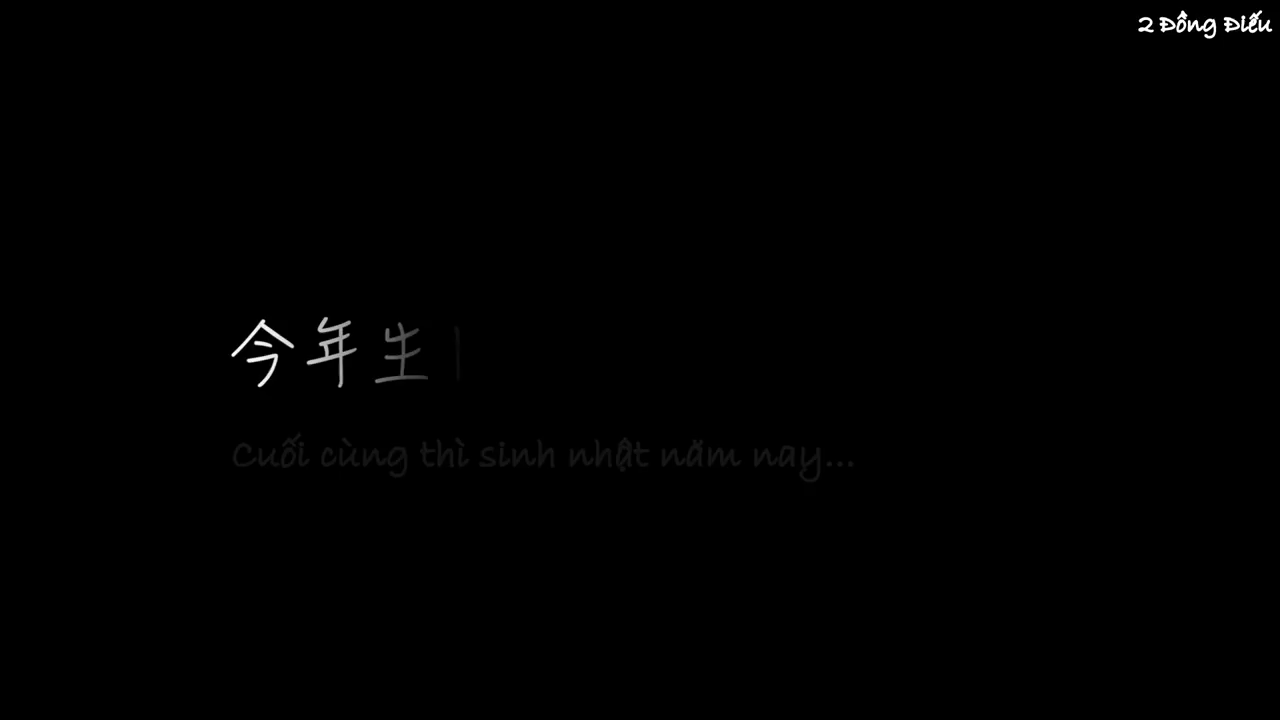 2 Đồng Điếu
今年生
Cuối cùng thì sinh nhật năm nay...